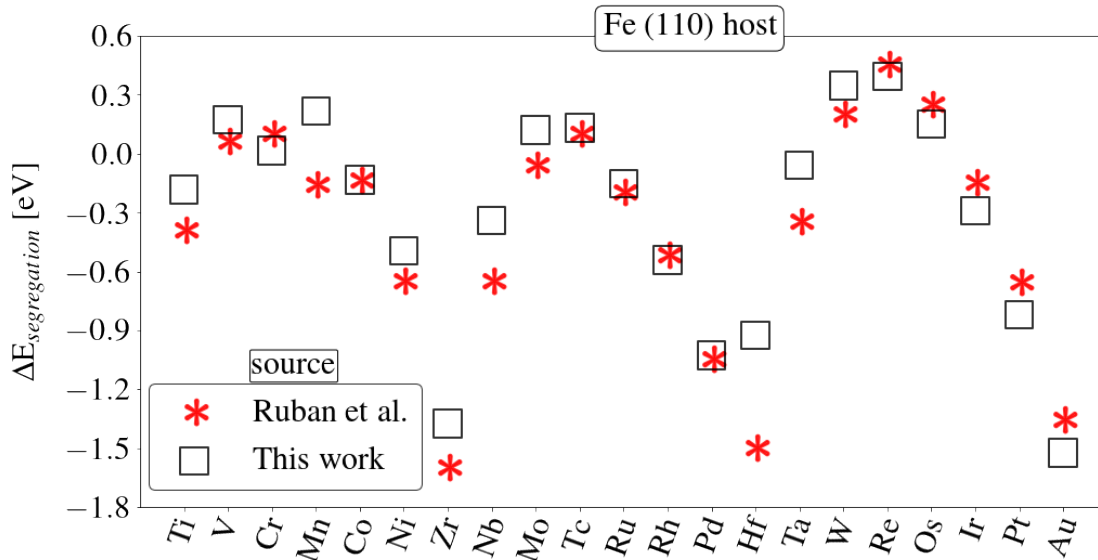 Fe (110) host
ΔE_segregation [eV]
0.6
0.3
0.0
−0.3
−0.6
−0.9
−1.2
−1.5
−1.8
source
Ruban et al.
This work
Ti V Cr Mn Co Ni Zr Nb Mo Tc Ru Rh Pd Hf Ta W Re Os Ir Pt Au